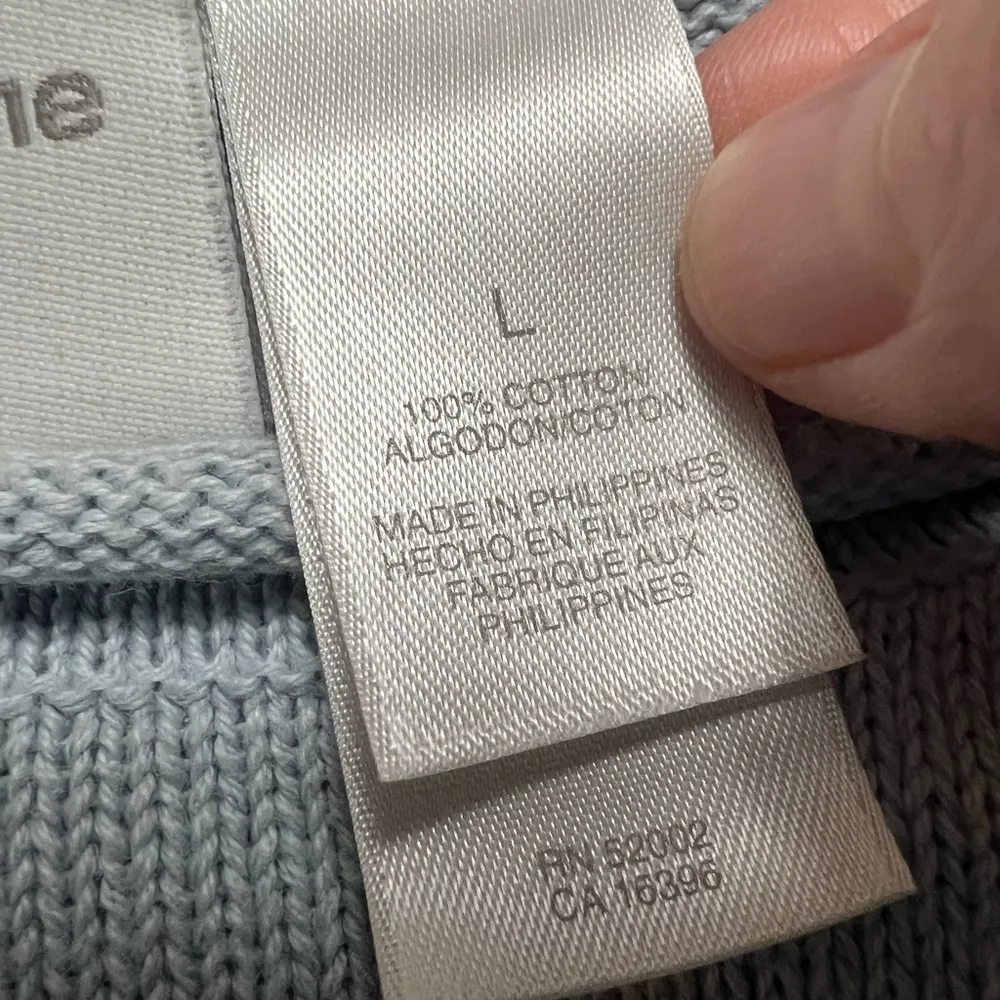 L
100% COTTON
ALGODON/COTON
MADE IN PHILIPPINES
HECHO EN FILIPINAS
FABRIQUE AUX
PHILIPPINES
RN 52002
CA 16396